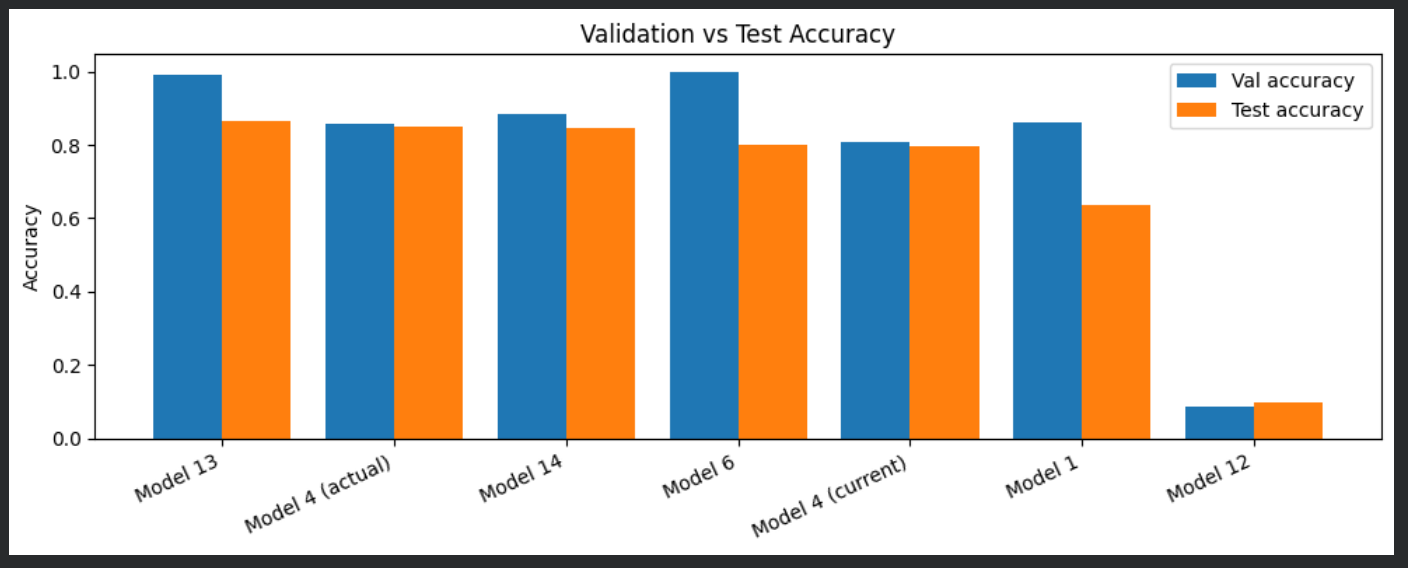 Validation vs Test Accuracy
Val accuracy
Test accuracy
Accuracy
1.0
0.8
0.6
0.4
0.2
0.0
Model 13
Model 4 (actual)
Model 14
Model 6
Model 4 (current)
Model 1
Model 12